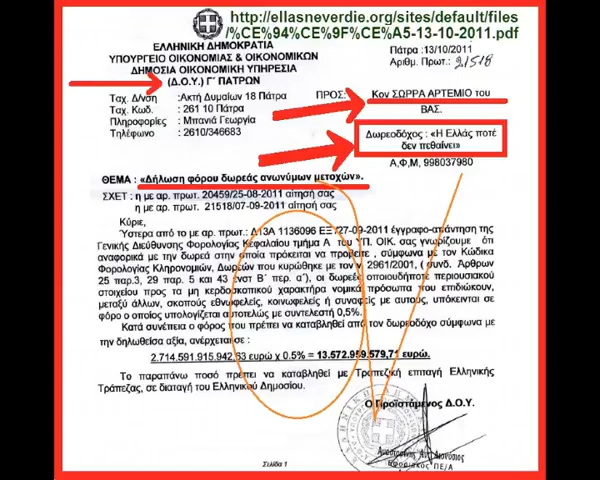 http://ellasneverdie.org/sites/default/files
/%CE%94%CE%9F%CE%A5-13-10-2011.pdf
ΕΛΛΗΝΙΚΗ ΔΗΜΟΚΡΑΤΙΑ
ΥΠΟΥΡΓΕΙΟ ΟΙΚΟΝΟΜΙΑΣ & ΟΙΚΟΝΟΜΙΚΩΝ
ΔΗΜΟΣΙΑ ΟΙΚΟΝΟΜΙΚΗ ΥΠΗΡΕΣΙΑ
(Δ.Ο.Υ.) Γ΄ ΠΑΤΡΩΝ
Πάτρα :13/10/2011
Αριθμ. Πρωτ.: 21518
Ταχ. Δ/νση :Ακτή Δυμαίων 18 Πάτρα
Ταχ. Κωδ. : 261 10 Πάτρα
Πληροφορίες : Μπανιά Γεωργία
Τηλέφωνο : 2610/346683
ΠΡΟΣ: Κον ΣΩΡΡΑ ΑΡΤΕΜΙΟ του
ΒΑΣ.
Δωρεοδόχος : «Η Ελλάς ποτέ
δεν πεθαίνει»
Α,Φ,Μ, 998037980
ΘΕΜΑ : «Δήλωση φόρου δωρεάς ανωνύμων μετοχών».
ΣΧΕΤ : η με αρ. πρωτ. 20459/25-08-2011 αίτησή σας
η με αρ. πρωτ. 21518/07-09-2011 αίτησή σας
Κύριε,
Ύστερα από το με αρ. πρωτ.: Δ13Α 1136096 ΕΞ /27-09-2011 έγγραφο-απάντηση της
Γενικής Διεύθυνσης Φορολογίας Κεφαλαίου τμήμα Α΄ του ΥΠ. ΟΙΚ. σας γνωρίζουμε ότι
αναφορικά με την δωρεά στην οποία πρόκειται να προβείτε , σύμφωνα με τον Κώδικα
Φορολογίας Κληρονομιών, Δωρεών που κυρώθηκε με τον ν. 2961/2001, ( συνδ. Άρθρων
25 παρ.3, 29 παρ. 5 και 43 ενστ Β΄ περ. α΄), οι δωρεές οποιουδήποτε περιουσιακού
στοιχείου προς τα μη κερδοσκοπικού χαρακτήρα νομικά πρόσωπα που επιδιώκουν,
μεταξύ άλλων, σκοπούς εθνωφελείς, κοινωφελείς ή συναφείς με αυτούς, υπόκεινται σε
φόρο ο οποίος υπολογίζεται αυτοτελώς με συντελεστή 0,5%.
Κατά συνέπεια ο φόρος που πρέπει να καταβληθεί από τον δωρεοδόχο σύμφωνα με
την δηλωθείσα αξία, ανέρχεται σε :
2.714.591.915.942,63 ευρώ χ 0.5% = 13.572.959.579,71 ευρώ.
Το παραπάνω ποσό πρέπει να καταβληθεί με Τραπεζική επιταγή Ελληνικής
Τράπεζας, σε διαταγή του Ελληνικού Δημοσίου.
Ο Προϊστάμενος Δ.Ο.Υ.
Εφοριακός ΠΕ/Α
Σελίδα 1